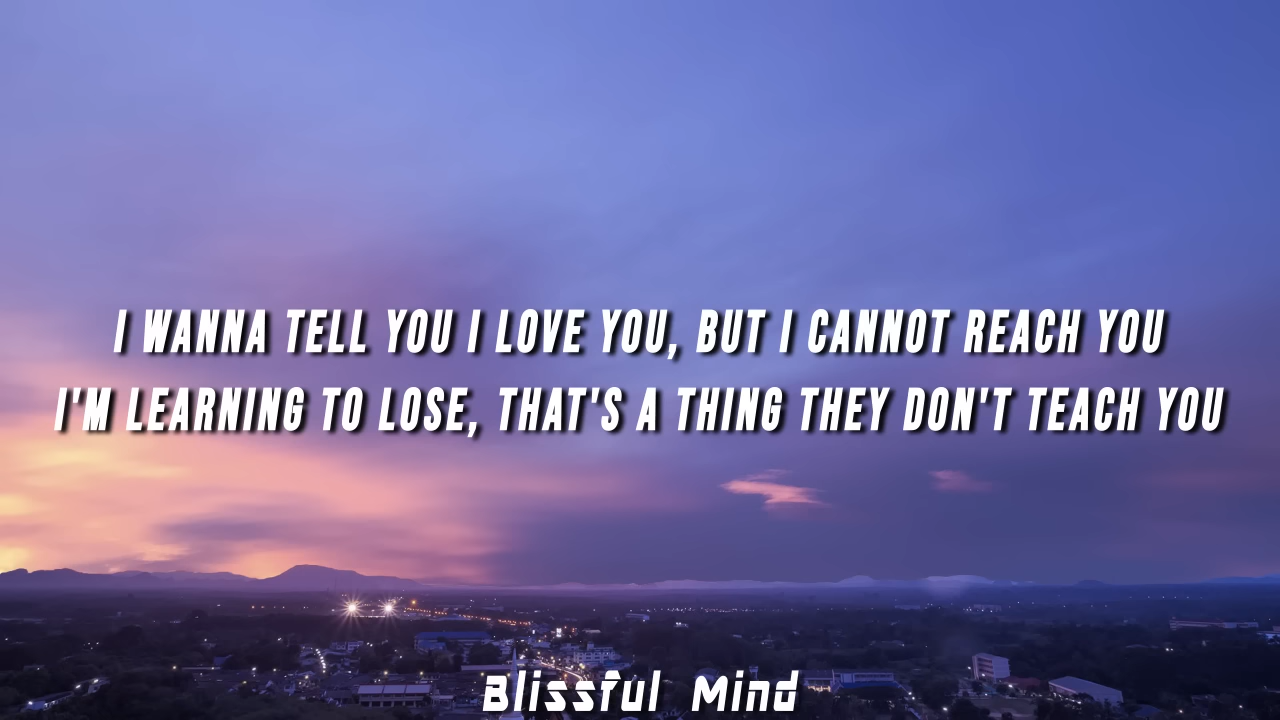 I WANNA TELL YOU I LOVE YOU, BUT I CANNOT REACH YOU
I'M LEARNING TO LOSE, THAT'S A THING THEY DON'T TEACH YOU
Blissful Mind